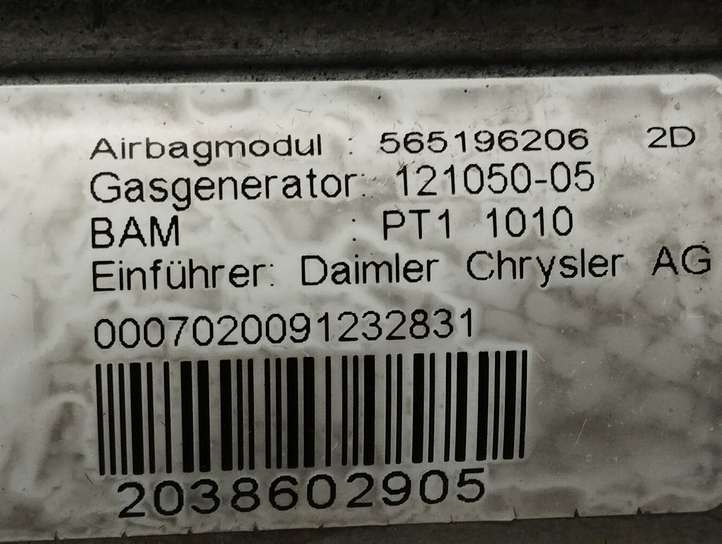 Airbagmodul : 565196206 2D
Gasgenerator: 121050-05
BAM : PT1 1010
Einführer: Daimler Chrysler AG
0007020091232831
2038602905